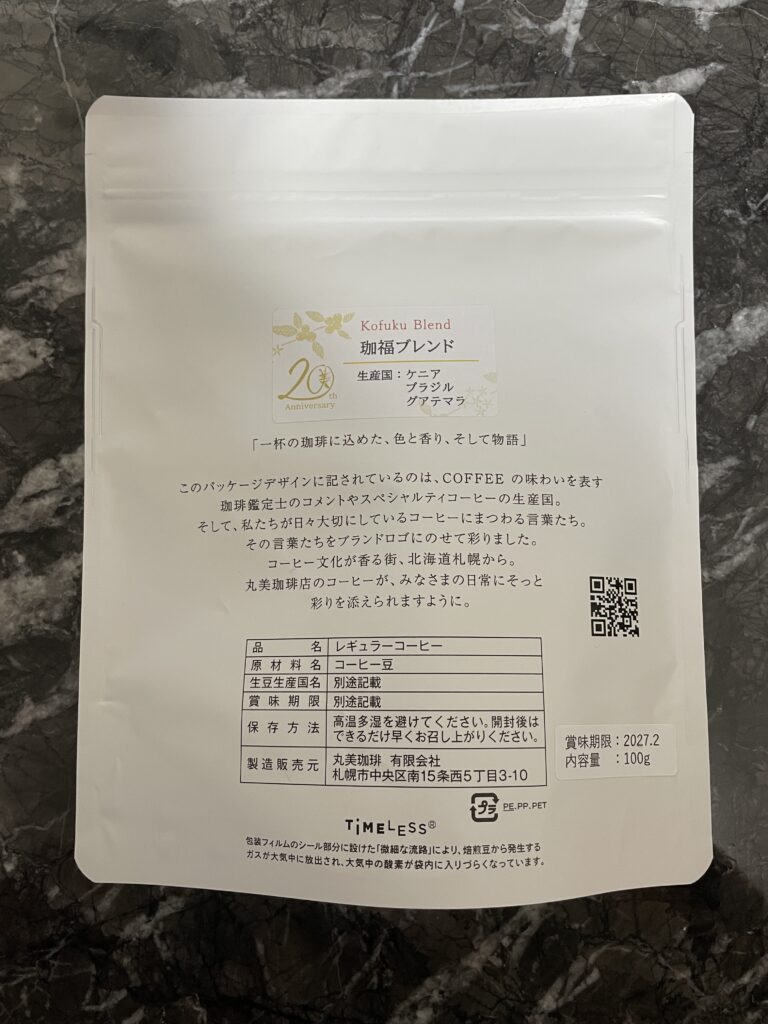 Kofuku Blend
珈福ブレンド
生産国：ケニア
ブラジル
グアテマラ
20th
Anniversary
「一杯の珈琲に込めた、色と香り、そして物語」
このパッケージデザインに記されているのは、COFFEE の味わいを表す
珈琲鑑定士のコメントやスペシャルティコーヒーの生産国。
そして、私たちが日々大切にしているコーヒーにまつわる言葉たち。
その言葉たちをブランドロゴにのせて彩りました。
コーヒー文化が香る街、北海道札幌から。
丸美珈琲店のコーヒーが、みなさまの日常にそっと
彩りを添えられますように。
品名 レギュラーコーヒー
原材料名 コーヒー豆
生豆生産国名 別途記載
賞味期限 別途記載
保存方法 高温多湿を避けてください。開封後は
できるだけ早くお召し上がりください。
製造販売元 丸美珈琲 有限会社
札幌市中央区南15条西5丁目3-10
賞味期限：2027.2
内容量 ：100g
プラ PE.PP.PET
TiMELESS®
包装フィルムのシール部分に設けた「微細な流路」により、焙煎豆から発生する
ガスが大気中に放出され、大気中の酸素が袋内に入りづらくなっています。